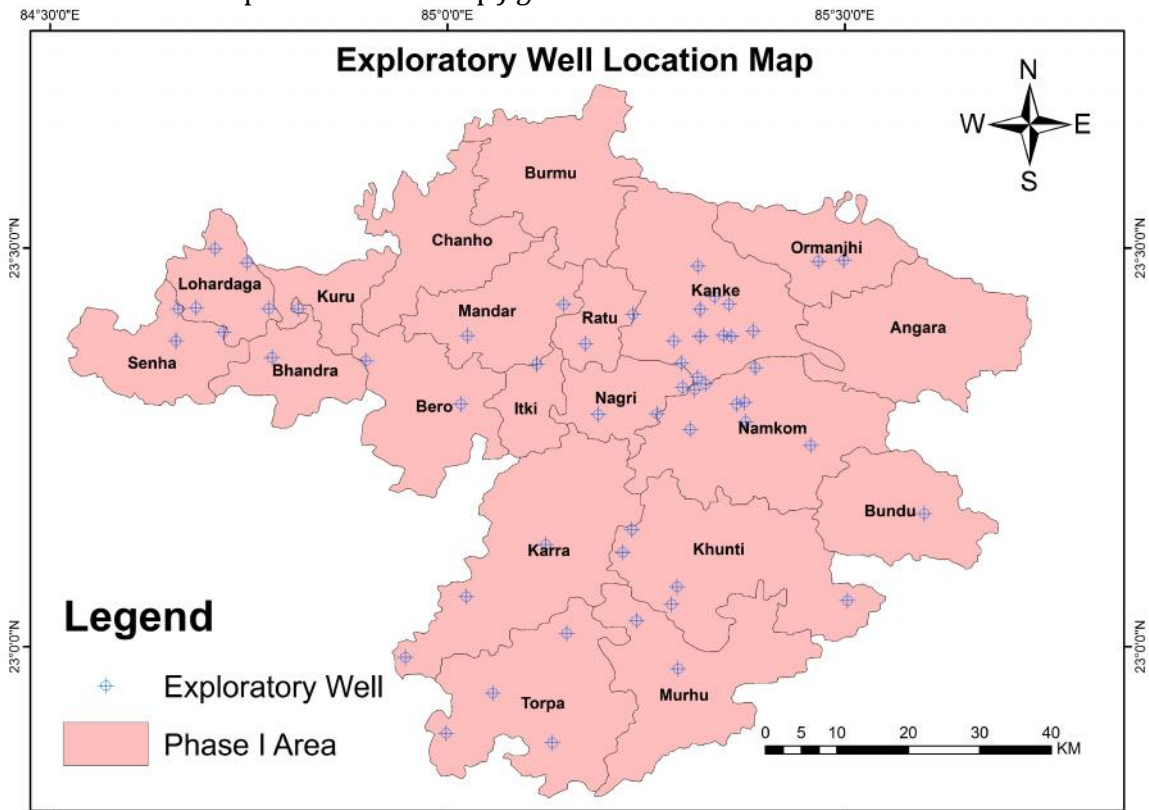 84°30'0"E 85°0'0"E 85°30'0"E
Exploratory Well Location Map
N
W E
S
Burmu
23°30'0"N 23°30'0"N
Chanho
Ormanjhi
Lohardaga
Kanke
Kuru
Mandar
Ratu
Angara
Senha
Bhandra
Nagri
Bero
Itki
Namkom
Bundu
Karra
Khunti
Legend
23°0'0"N 23°0'0"N
Exploratory Well
Murhu
Torpa
Phase I Area
0 5 10 20 30 40
KM